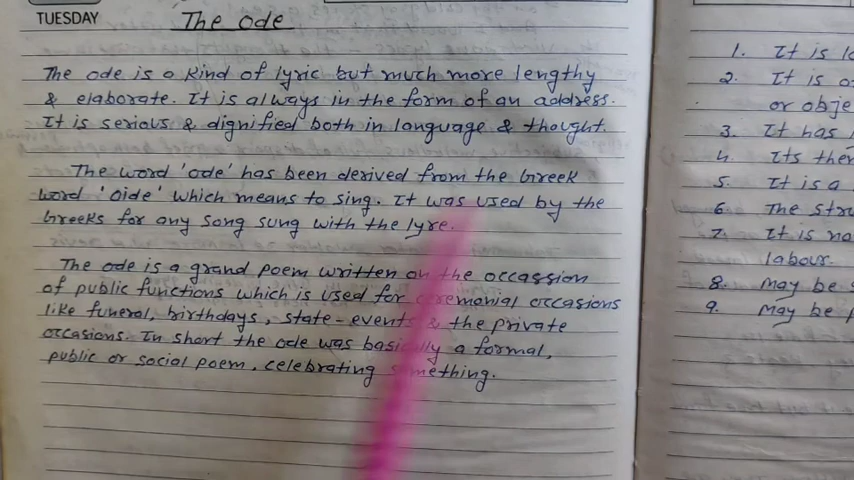 TUESDAY
The ode
The ode is a kind of lyric but much more lengthy
& elaborate. It is always in the form of an address.
It is serious & dignified both in language & thought.
The word 'ode' has been derived from the Greek
word 'oide' which means to sing. It was used by the
Greeks for any song sung with the lyre.
The ode is a grand poem written on the occassion
of public functions which is used for ceremonial occasions
like funeral, birthdays, state-events & the private
occasions. In short the ode was basically a formal,
public or social poem, celebrating something.
1. It is
2. It is
or
3. It has
4. Its
5. It is a
6. The
7. It is
labour.
8. May be
9. May be